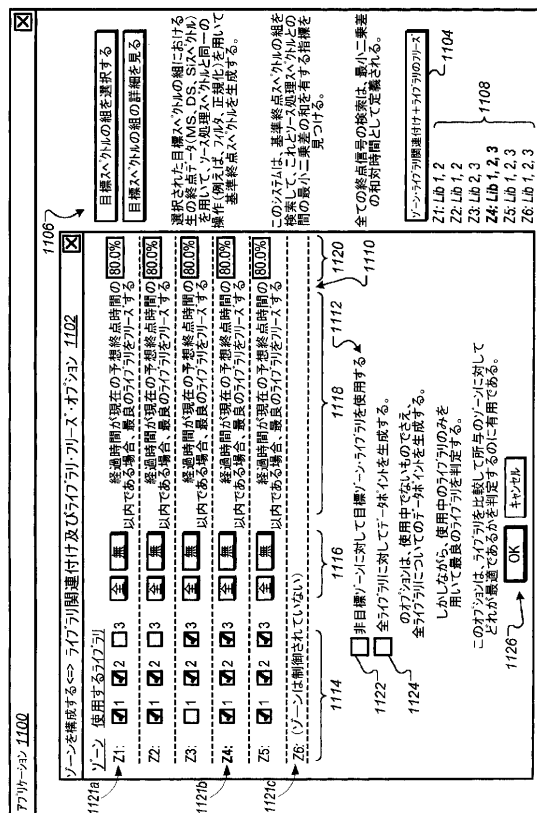 アプリケーション 1100
1106
ゾーンを構成する<=> ライブラリ関連付け及びライブラリ・フリーズ・オプション 1102
ゾーン 使用するライブラリ
Z1: 1 2 3 全 無 経過時間が現在の予想終点時間の 80.0%
以内である場合、最良のライブラリをフリーズする
Z2: 1 2 3 全 無 経過時間が現在の予想終点時間の 80.0%
以内である場合、最良のライブラリをフリーズする
Z3: 1 2 3 全 無 経過時間が現在の予想終点時間の 80.0%
以内である場合、最良のライブラリをフリーズする
Z4: 1 2 3 全 無 経過時間が現在の予想終点時間の 80.0%
以内である場合、最良のライブラリをフリーズする
Z5: 1 2 3 全 無 経過時間が現在の予想終点時間の 80.0%
以内である場合、最良のライブラリをフリーズする
Z6: (ゾーンは制御されていない)
1121a
1121b
1121c
1114
1116
1118
1120
1110
1112
非目標ゾーンに対して目標ゾーン・ライブラリを使用する
全ライブラリに対してデータポイントを生成する。
1122
1124
のオプションは、使用中でないものでさえ、
全ライブラリについてのデータポイントを生成する。
しかしながら、使用中のライブラリのみを
用いて最良のライブラリを判定する。
このオプションは、ライブラリを比較して所与のゾーンに対して
どれが最適であるかを判定するのに有用である。
1126
OK キャンセル
目標スペクトルの組を選択する
目標スペクトルの組の詳細を見る
選択された目標スペクトルの組における
生の終点データ(MS、DS、SIスペクトル)
を用いて、ソース処理スペクトルと同一の
操作(例えば、フィルタ、正規化)を用いて
基準終点スペクトルを生成する。
このシステムは、基準終点スペクトルの組を
検索して、これとソース処理スペクトルとの
間の最小二乗差の和を有する指標を
見つける。
全ての終点信号の検索は、最小二乗差
の和対時間として定義される。
ゾーン・ライブラリ関連付け＋ライブラリのフリーズ
1104
Z1: Lib 1, 2
Z2: Lib 1, 2
Z3: Lib 2, 3
Z4: Lib 1, 2, 3
Z5: Lib 1, 2, 3
Z6: Lib 1, 2, 3
1108